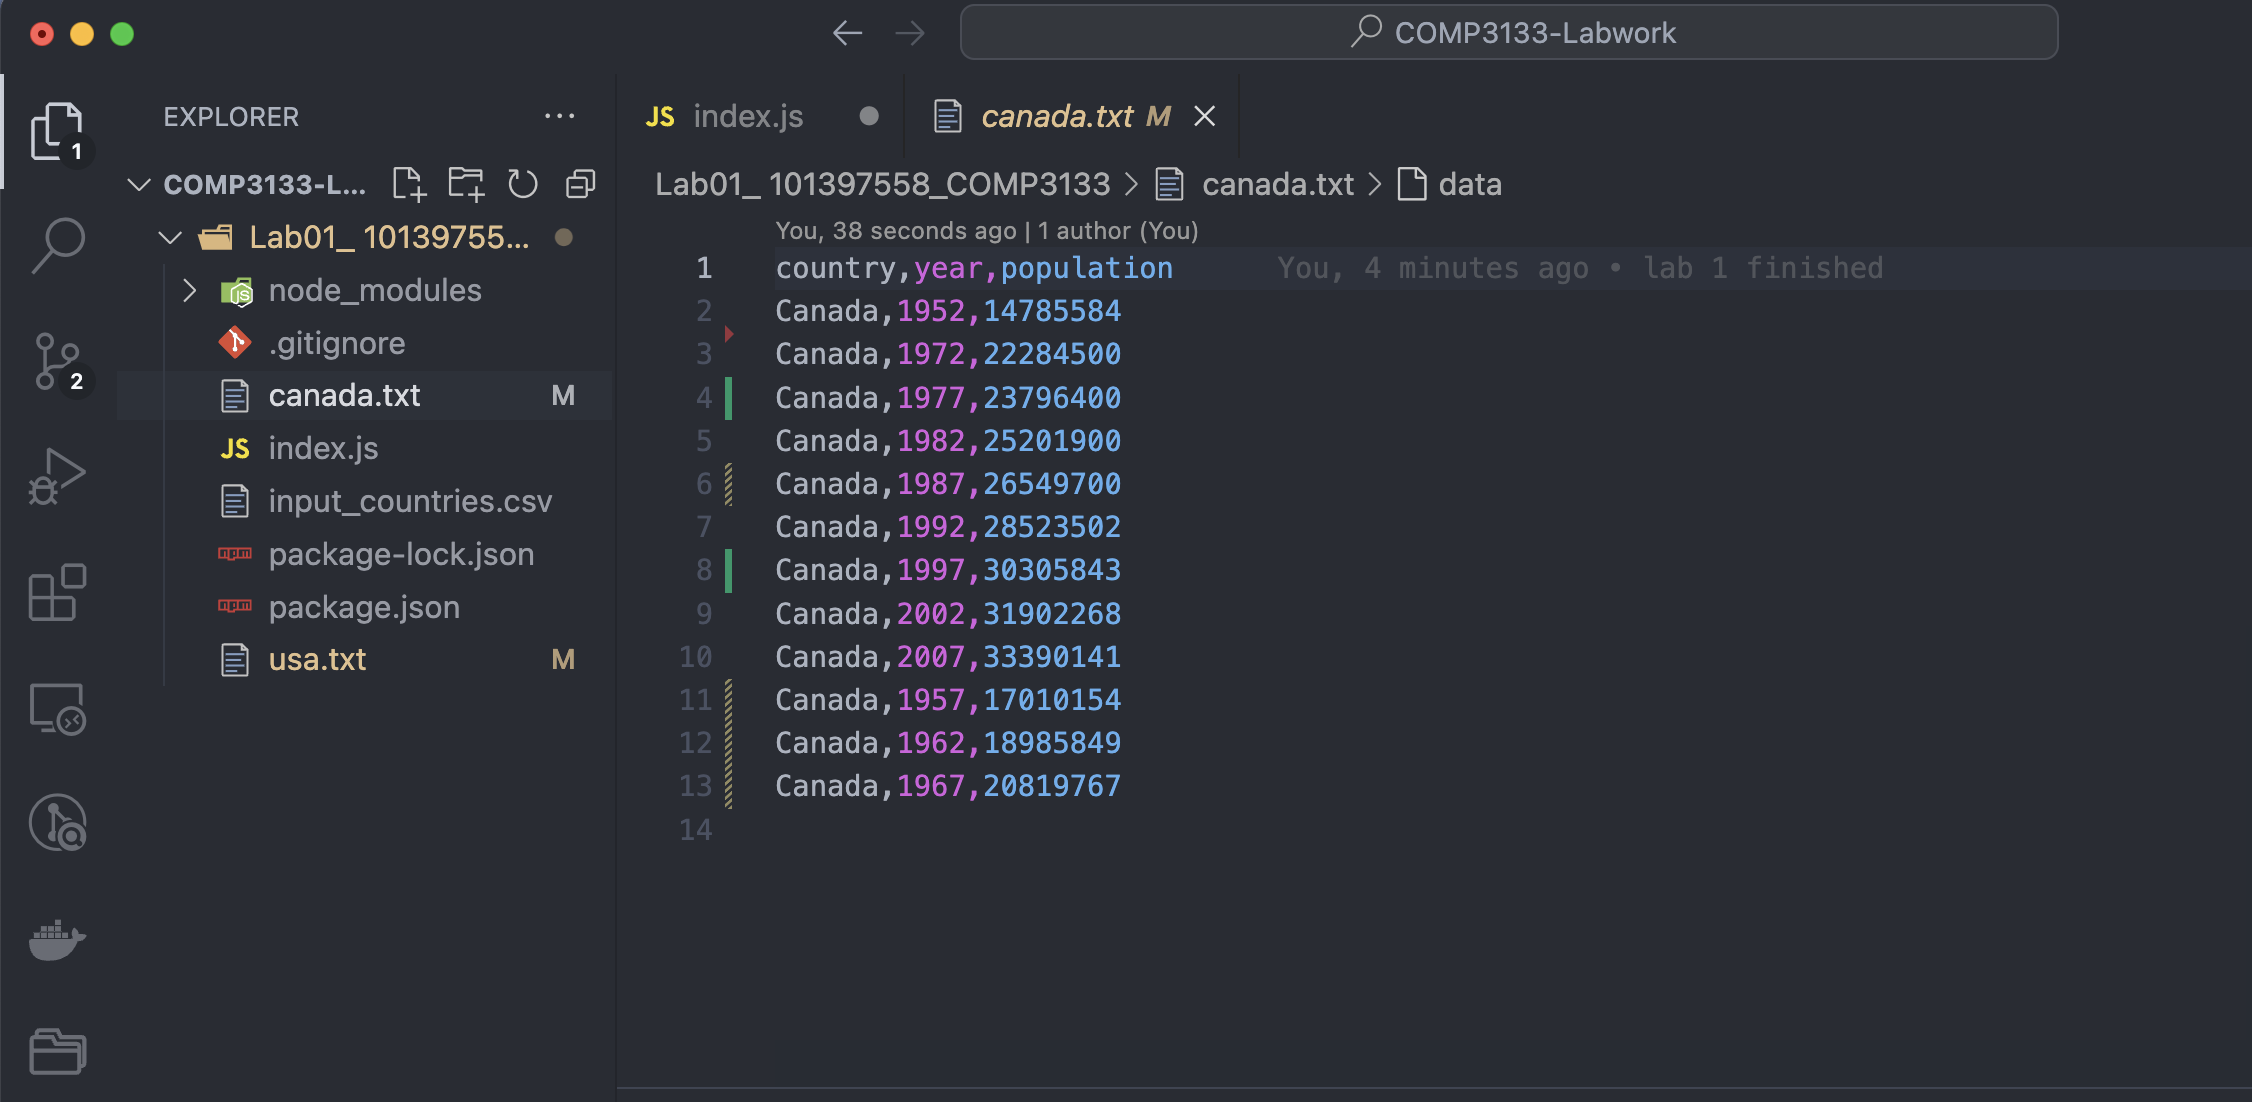 COMP3133-Labwork
EXPLORER
JS index.js
canada.txt M
1
COMP3133-L...
Lab01_ 101397558_COMP3133 > canada.txt > data
Lab01_ 10139755...
You, 38 seconds ago | 1 author (You)
1 country,year,population You, 4 minutes ago • lab 1 finished
2 Canada,1952,14785584
3 Canada,1972,22284500
4 Canada,1977,23796400
5 Canada,1982,25201900
6 Canada,1987,26549700
7 Canada,1992,28523502
8 Canada,1997,30305843
9 Canada,2002,31902268
10 Canada,2007,33390141
11 Canada,1957,17010154
12 Canada,1962,18985849
13 Canada,1967,20819767
14
node_modules
.gitignore
2
canada.txt M
JS index.js
input_countries.csv
npm package-lock.json
npm package.json
usa.txt M